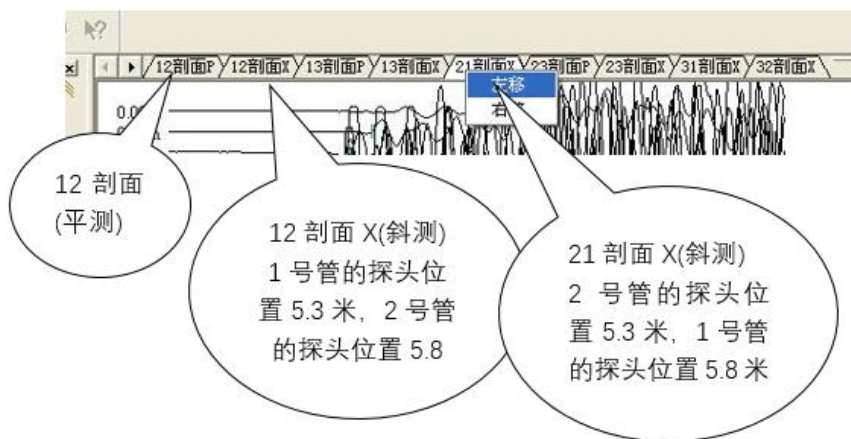 12剖面P 12剖面X 13剖面P 13剖面X 21剖面X 23剖面P 23剖面X 31剖面X 32剖面X
左移
12 剖面
(平测)
12 剖面 X(斜测)
1 号管的探头位
置 5.3 米，2 号管
的探头位置 5.8
21 剖面 X(斜测)
2 号管的探头位
置 5.3 米，1 号管
的探头位置 5.8 米